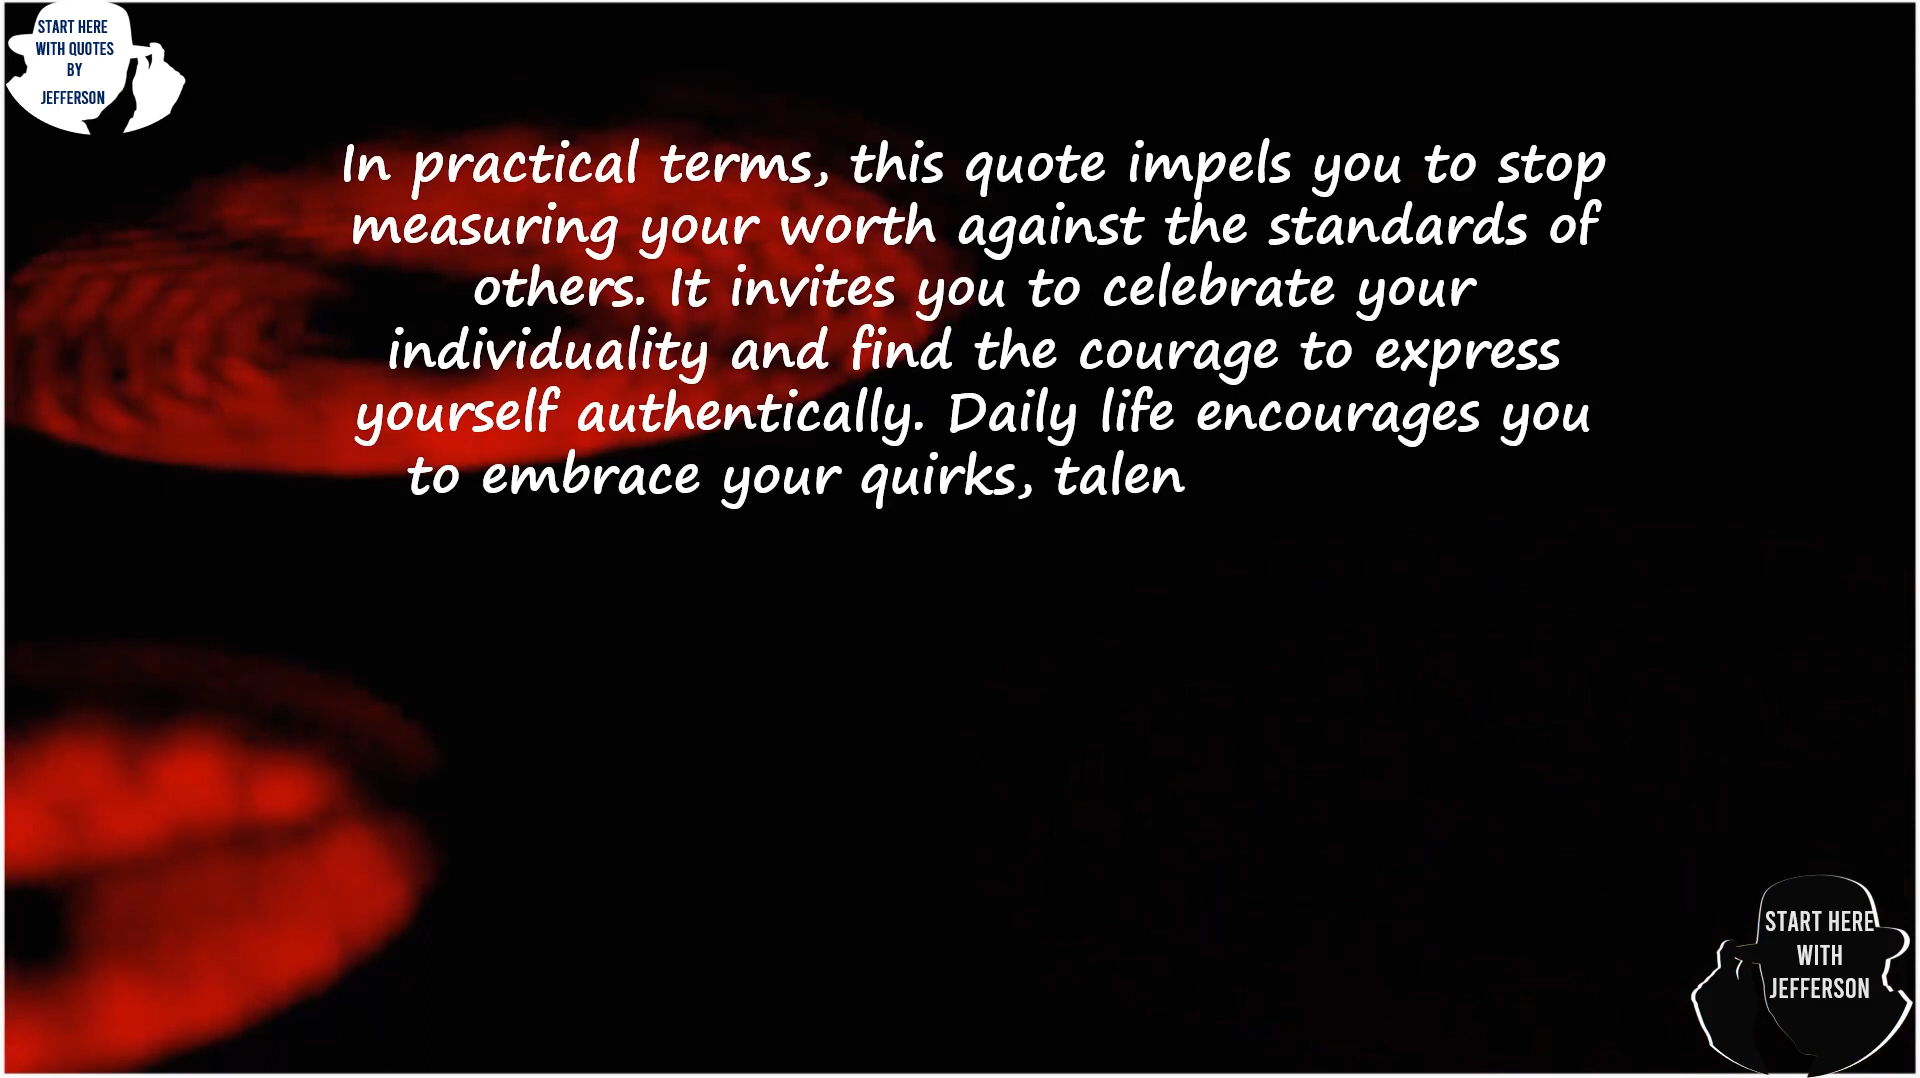 START HERE
WITH QUOTES
BY
JEFFERSON
In practical terms, this quote impels you to stop
measuring your worth against the standards of
others. It invites you to celebrate your
individuality and find the courage to express
yourself authentically. Daily life encourages you
to embrace your quirks, talen
START HERE
WITH
JEFFERSON